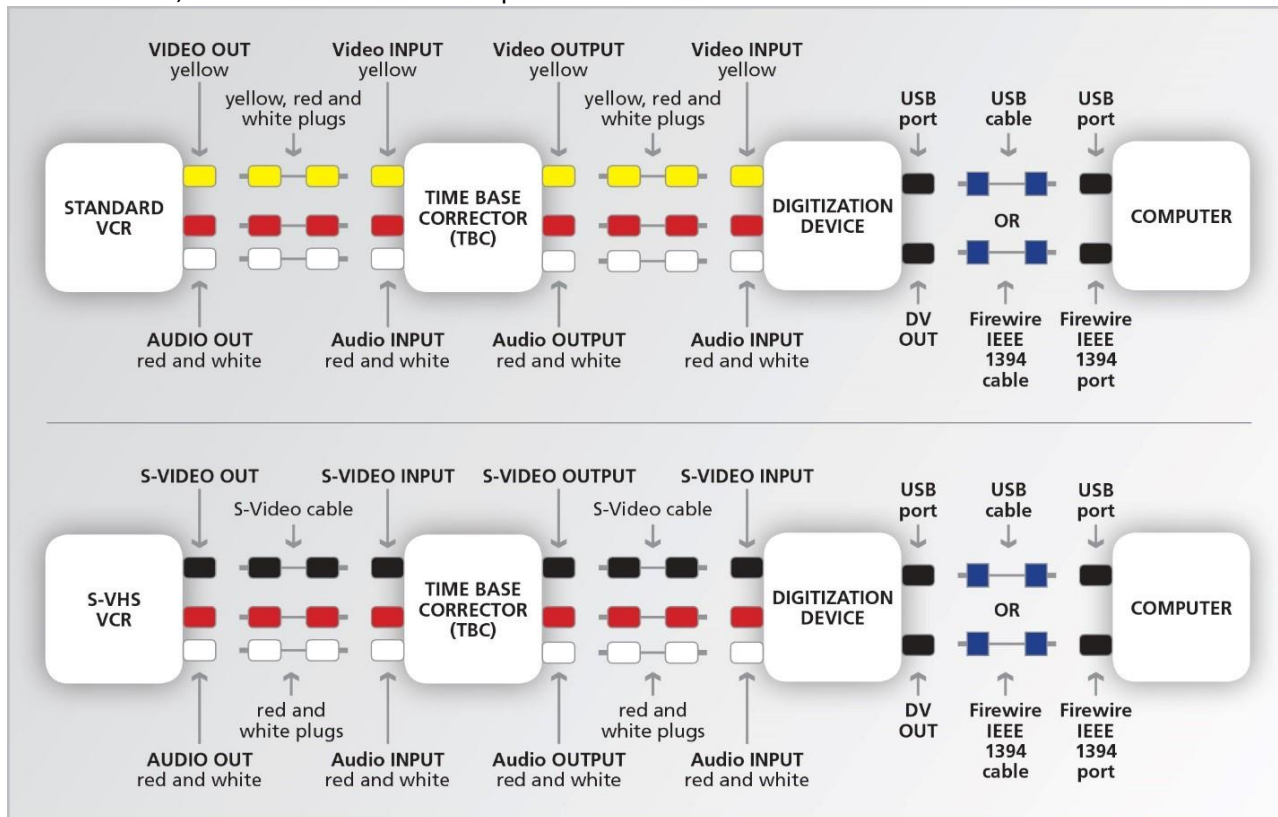 VIDEO OUT
yellow
Video INPUT
yellow
Video OUTPUT
yellow
Video INPUT
yellow
yellow, red and
white plugs
yellow, red and
white plugs
USB
port
USB
cable
USB
port
STANDARD
VCR
TIME BASE
CORRECTOR
(TBC)
DIGITIZATION
DEVICE
OR
COMPUTER
AUDIO OUT
red and white
Audio INPUT
red and white
Audio OUTPUT
red and white
Audio INPUT
red and white
DV
OUT
Firewire
IEEE
1394
cable
Firewire
IEEE
1394
port
S-VIDEO OUT
S-VIDEO INPUT
S-VIDEO OUTPUT
S-VIDEO INPUT
S-Video cable
S-Video cable
USB
port
USB
cable
USB
port
S-VHS
VCR
TIME BASE
CORRECTOR
(TBC)
DIGITIZATION
DEVICE
OR
COMPUTER
red and
white plugs
red and
white plugs
AUDIO OUT
red and white
Audio INPUT
red and white
Audio OUTPUT
red and white
Audio INPUT
red and white
DV
OUT
Firewire
IEEE
1394
cable
Firewire
IEEE
1394
port